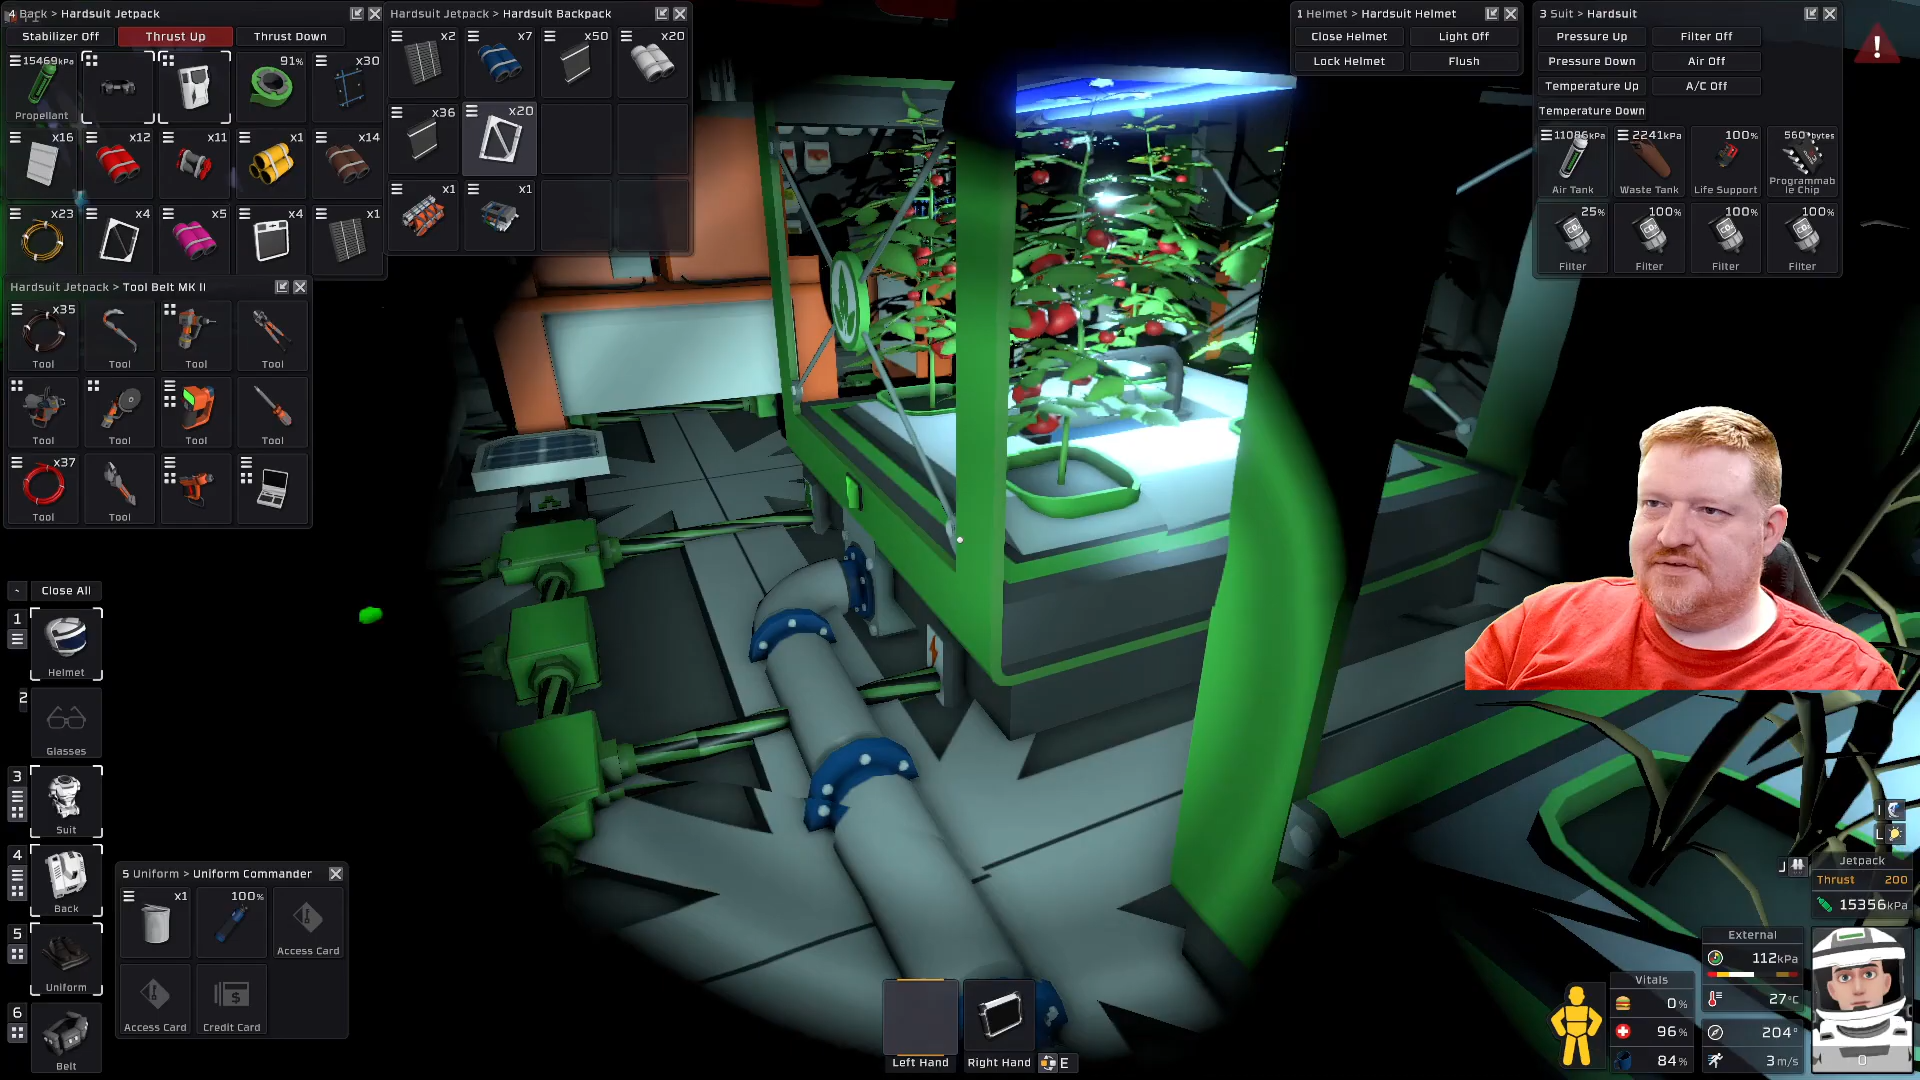 4 Back > Hardsuit Jetpack
Stabilizer Off
Thrust Up
Thrust Down
15469kPa
91%
x30
Propellant
x16
x12
x11
x1
x14
x23
x4
x5
x4
x1
Hardsuit Jetpack > Hardsuit Backpack
x2
x7
x50
x20
x36
x20
x1
x1
Hardsuit Jetpack > Tool Belt MK II
x35
Tool
Tool
Tool
Tool
Tool
Tool
Tool
Tool
x37
Tool
Tool
1 Helmet > Hardsuit Helmet
Close Helmet
Light Off
Lock Helmet
Flush
3 Suit > Hardsuit
Pressure Up
Filter Off
Pressure Down
Air Off
Temperature Up
A/C Off
Temperature Down
11086kPa
2241kPa
100%
560 bytes
Air Tank
Waste Tank
Life Support
Programmab
le Chip
25%
100%
100%
100%
Filter
Filter
Filter
Filter
~
Close All
1
Helmet
2
Glasses
3
Suit
4
Back
5
Uniform
6
Belt
5 Uniform > Uniform Commander
x1
100%
Access Card
Access Card
Credit Card
Left Hand
Right Hand
E
I
L
J
Jetpack
Thrust 200
15356kPa
External
112kPa
27°C
204°
3m/s
Vitals
0%
96%
84%
0